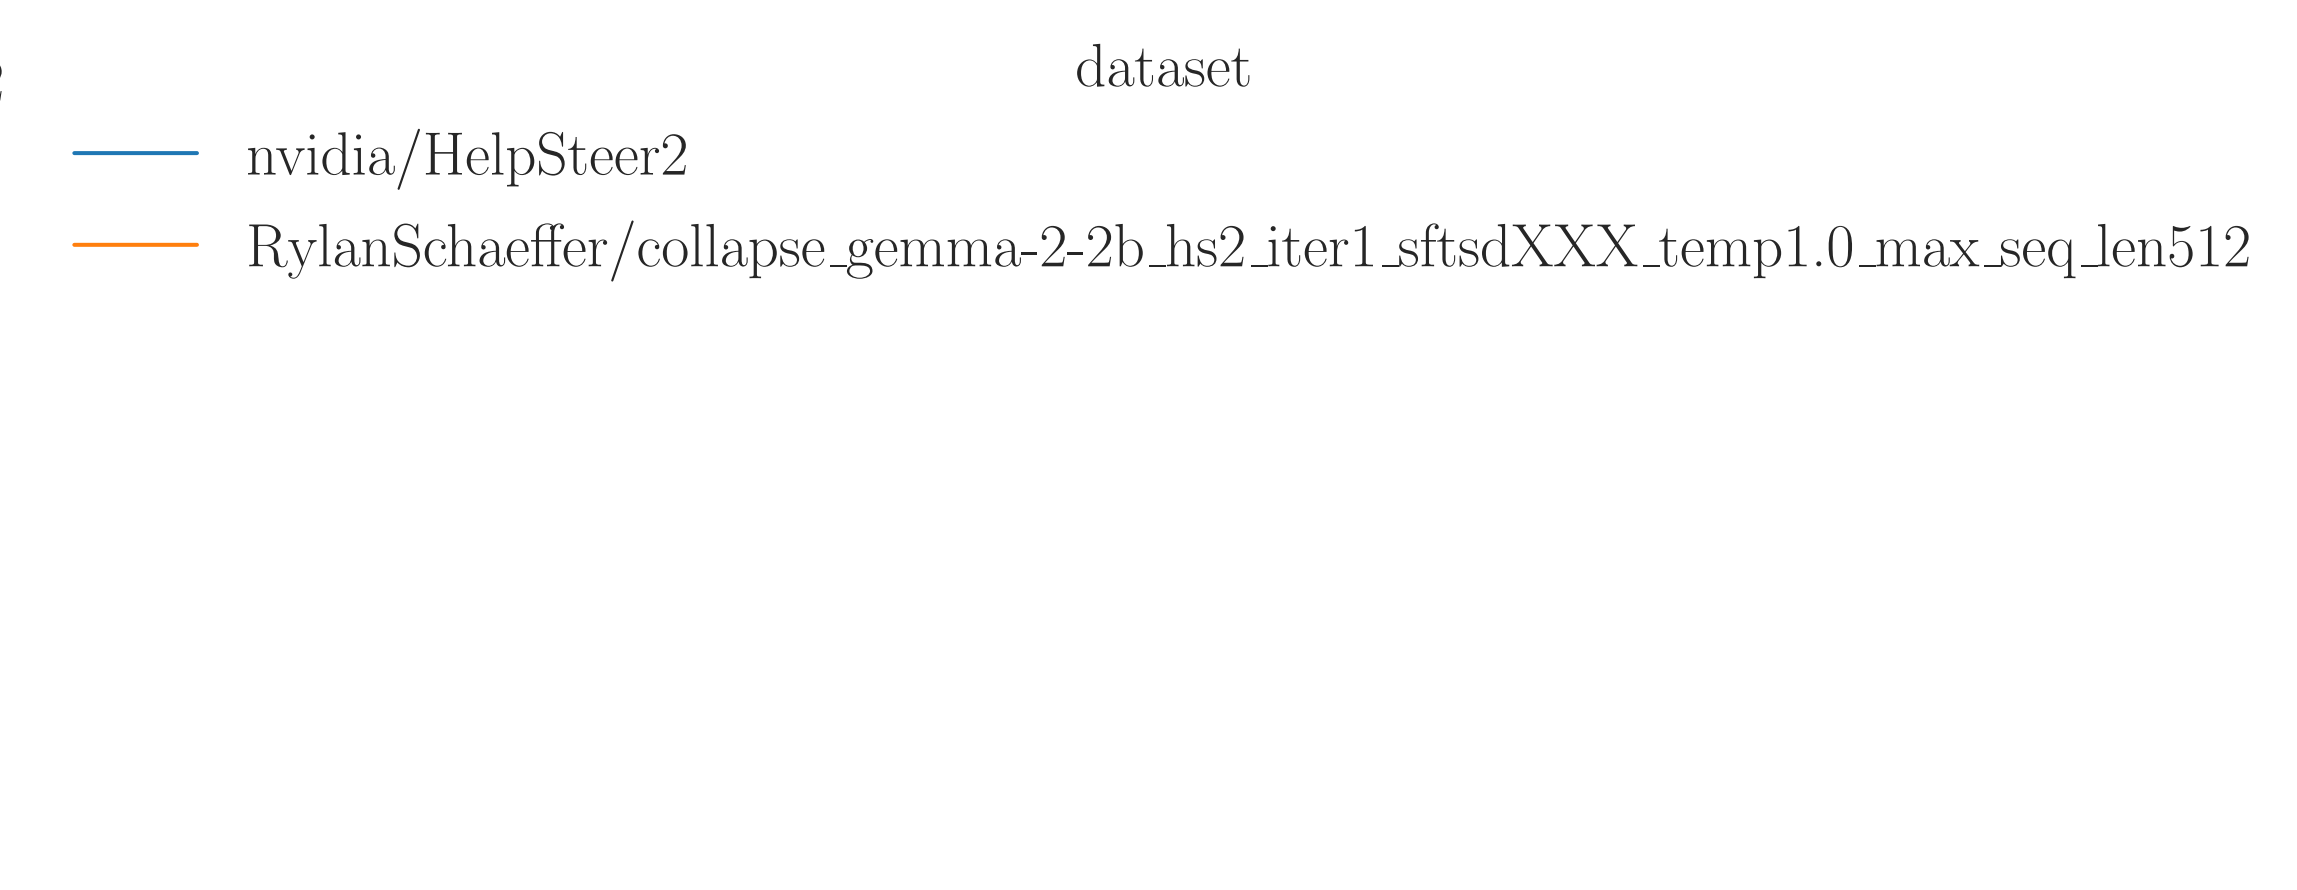 dataset
nvidia/HelpSteer2
RylanSchaeffer/collapse_gemma-2-2b_hs2_iter1_sftsdXXX_temp1.0_max_seq_len512